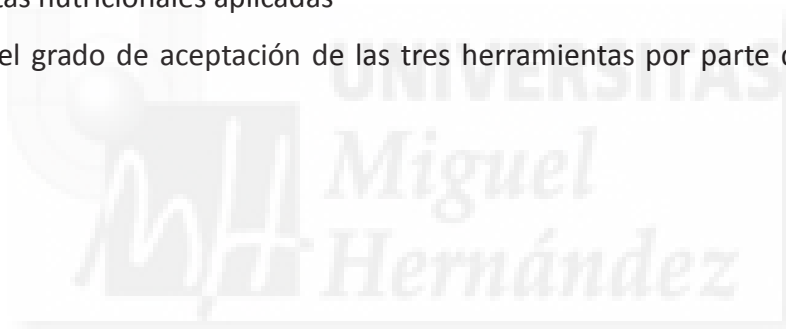 tas nutricionales aplicadas
el grado de aceptación de las tres herramientas por parte
UNIVERSITAS
Miguel
Hernández